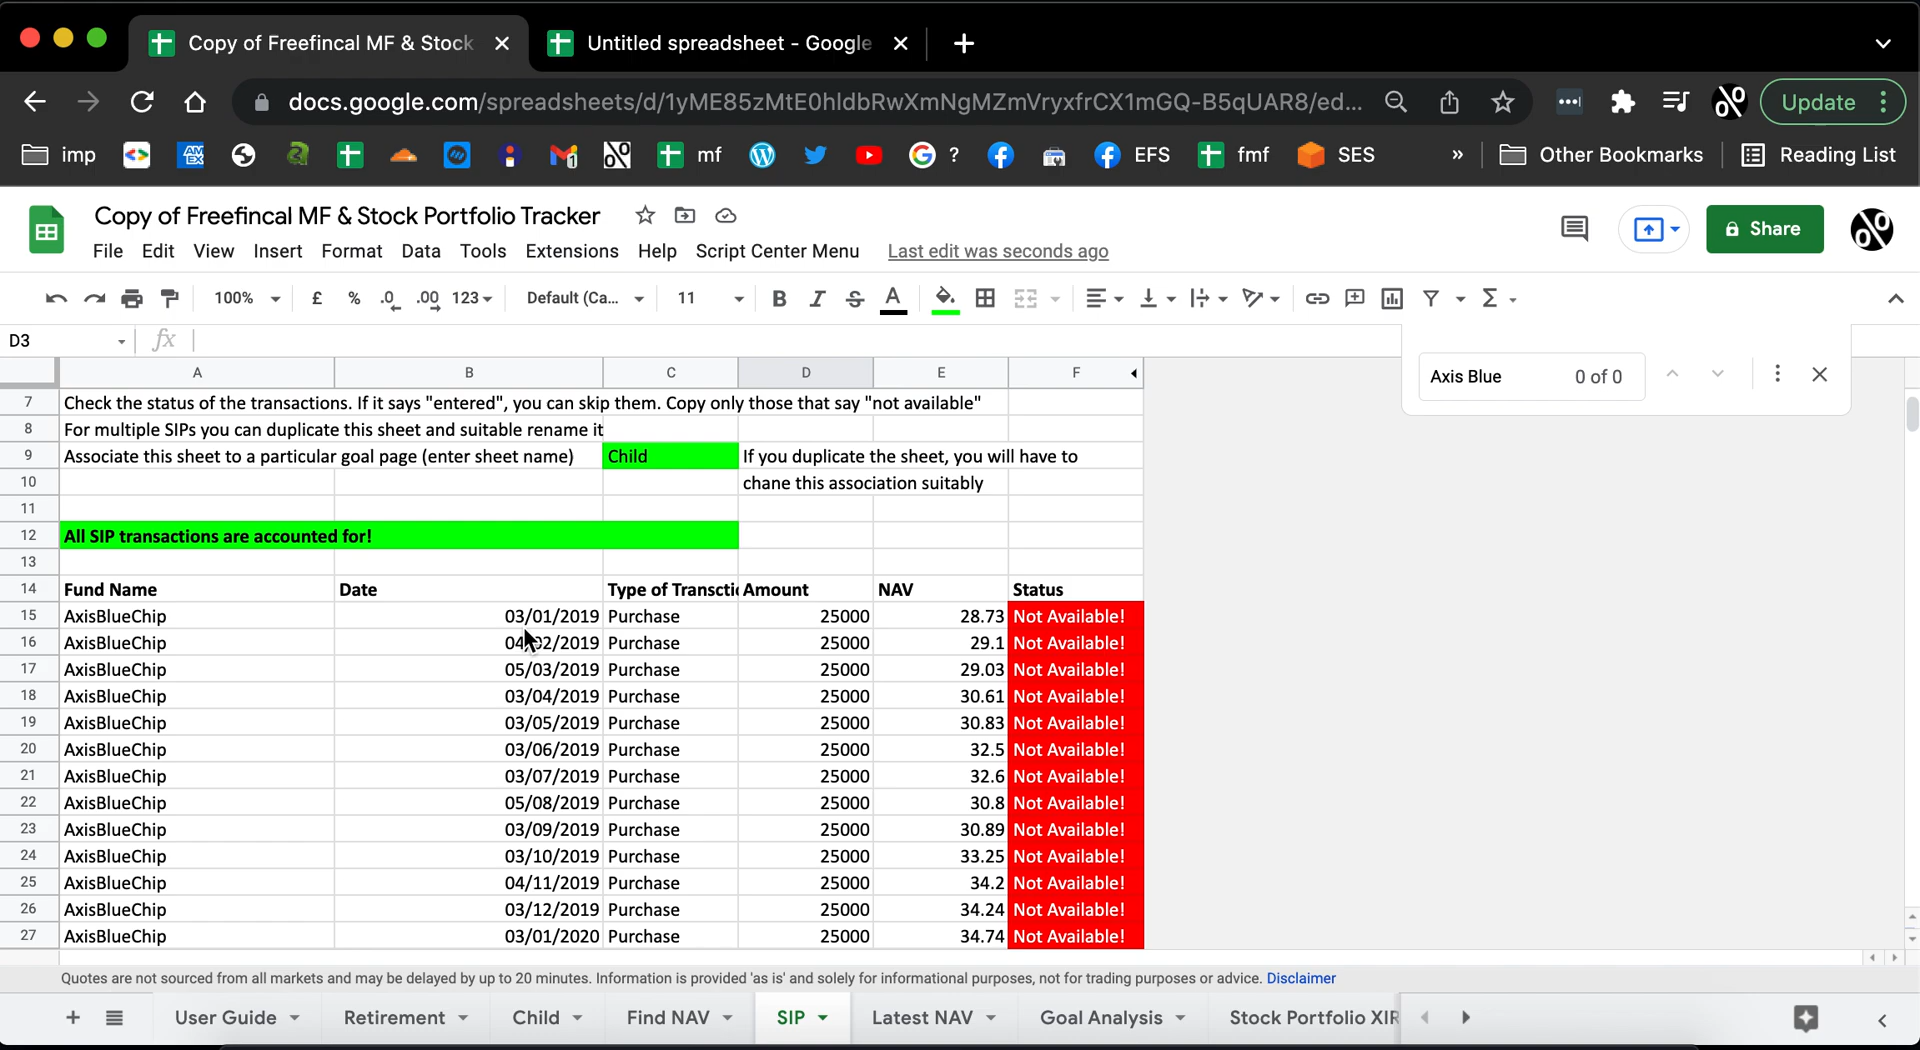 Copy of Freefincal MF & Stock
Untitled spreadsheet - Google
docs.google.com/spreadsheets/d/1yME85zMtE0hIdbRwXmNgMZmVryxfrCX1mGQ-B5qUAR8/ed...
Update
imp
mf
?
EFS
fmf
SES
»
Other Bookmarks
Reading List
Copy of Freefincal MF & Stock Portfolio Tracker
File Edit View Insert Format Data Tools Extensions Help Script Center Menu Last edit was seconds ago
Share
100% £ % .0 .00 123 Default (Ca... 11 B I S A
D3 fx
Axis Blue 0 of 0
A B C D E F
7 Check the status of the transactions. If it says "entered", you can skip them. Copy only those that say "not available"
8 For multiple SIPs you can duplicate this sheet and suitable rename it
9 Associate this sheet to a particular goal page (enter sheet name) Child If you duplicate the sheet, you will have to
10 chane this association suitably
11
12 All SIP transactions are accounted for!
13
14 Fund Name Date Type of Transctio Amount NAV Status
15 AxisBlueChip 03/01/2019 Purchase 25000 28.73 Not Available!
16 AxisBlueChip 04/02/2019 Purchase 25000 29.1 Not Available!
17 AxisBlueChip 05/03/2019 Purchase 25000 29.03 Not Available!
18 AxisBlueChip 03/04/2019 Purchase 25000 30.61 Not Available!
19 AxisBlueChip 03/05/2019 Purchase 25000 30.83 Not Available!
20 AxisBlueChip 03/06/2019 Purchase 25000 32.5 Not Available!
21 AxisBlueChip 03/07/2019 Purchase 25000 32.6 Not Available!
22 AxisBlueChip 05/08/2019 Purchase 25000 30.8 Not Available!
23 AxisBlueChip 03/09/2019 Purchase 25000 30.89 Not Available!
24 AxisBlueChip 03/10/2019 Purchase 25000 33.25 Not Available!
25 AxisBlueChip 04/11/2019 Purchase 25000 34.2 Not Available!
26 AxisBlueChip 03/12/2019 Purchase 25000 34.24 Not Available!
27 AxisBlueChip 03/01/2020 Purchase 25000 34.74 Not Available!
Quotes are not sourced from all markets and may be delayed by up to 20 minutes. Information is provided 'as is' and solely for informational purposes, not for trading purposes or advice. Disclaimer
User Guide Retirement Child Find NAV SIP Latest NAV Goal Analysis Stock Portfolio XIR